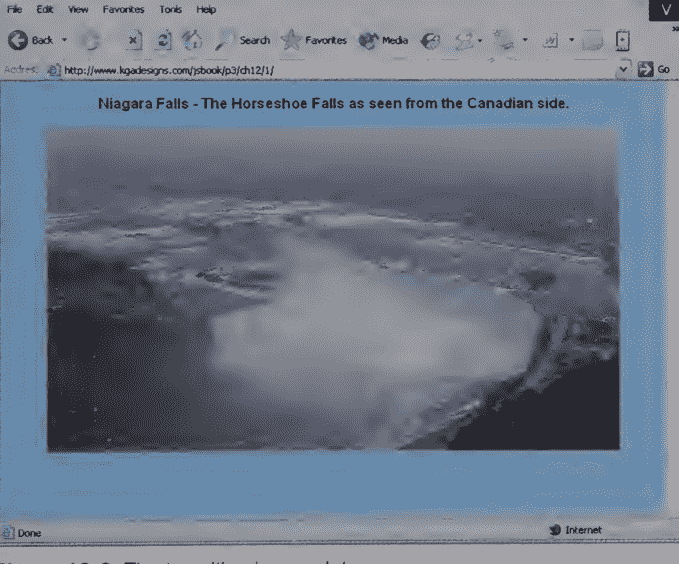 File Edit View Favorites Tools Help
Back Search Favorites Media
Address http://www.kgadesigns.com/jsbook/p3/ch12/1/ Go
Niagara Falls - The Horseshoe Falls as seen from the Canadian side.
Done Internet